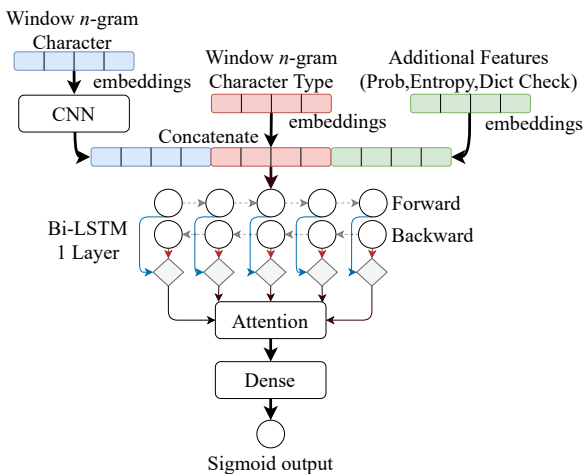 Window n-gram
Character
embeddings
CNN
Window n-gram
Character Type
embeddings
Additional Features
(Prob,Entropy,Dict Check)
embeddings
Concatenate
Forward
Bi-LSTM
1 Layer
Backward
Attention
Dense
Sigmoid output